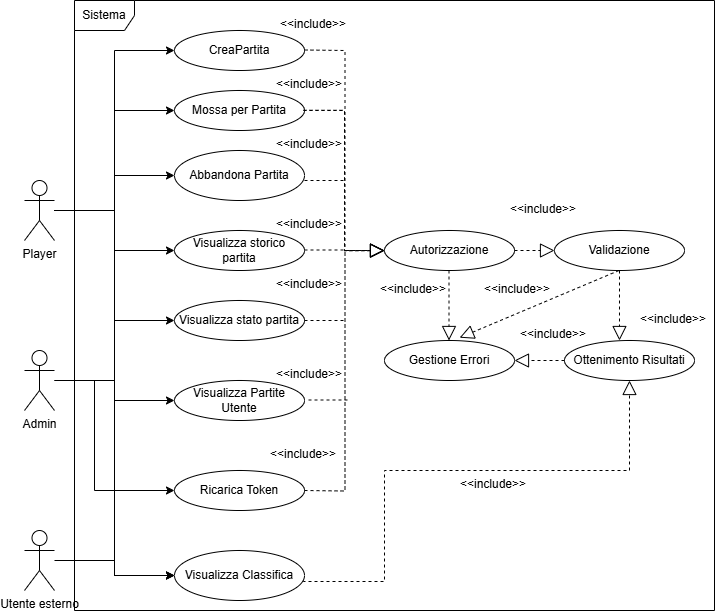 Sistema
<<include>>
CreaPartita
<<include>>
Mossa per Partita
<<include>>
<<include>>
Abbandona Partita
<<include>>
<<include>>
Player
Visualizza storico
partita
Autorizzazione
Validazione
<<include>>
<<include>>
<<include>>
<<include>>
Visualizza stato partita
<<include>>
<<include>>
Gestione Errori
Ottenimento Risultati
<<include>>
Admin
Visualizza Partite
Utente
<<include>>
Ricarica Token
<<include>>
Visualizza Classifica
Utente esterno